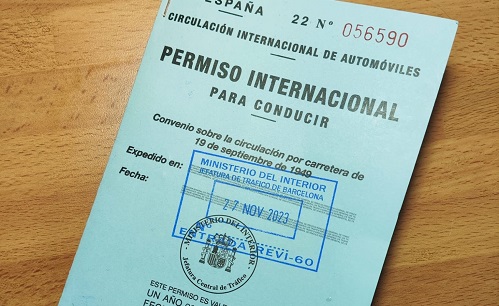 ESPAÑA 22 Nº 056590
CIRCULACIÓN INTERNACIONAL DE AUTOMÓVILES
PERMISO INTERNACIONAL
PARA CONDUCIR
Convenio sobre la circulación por carretera de
19 de septiembre de 1949
Expedido en:
MINISTERIO DEL INTERIOR
JEFATURA DE TRAFICO DE BARCELONA
Fecha:
27 NOV 2023
REVI-60
MINISTERIO DEL INTERIOR
Jefatura Central de Tráfico
ESTE PERMISO ES
UN AÑO